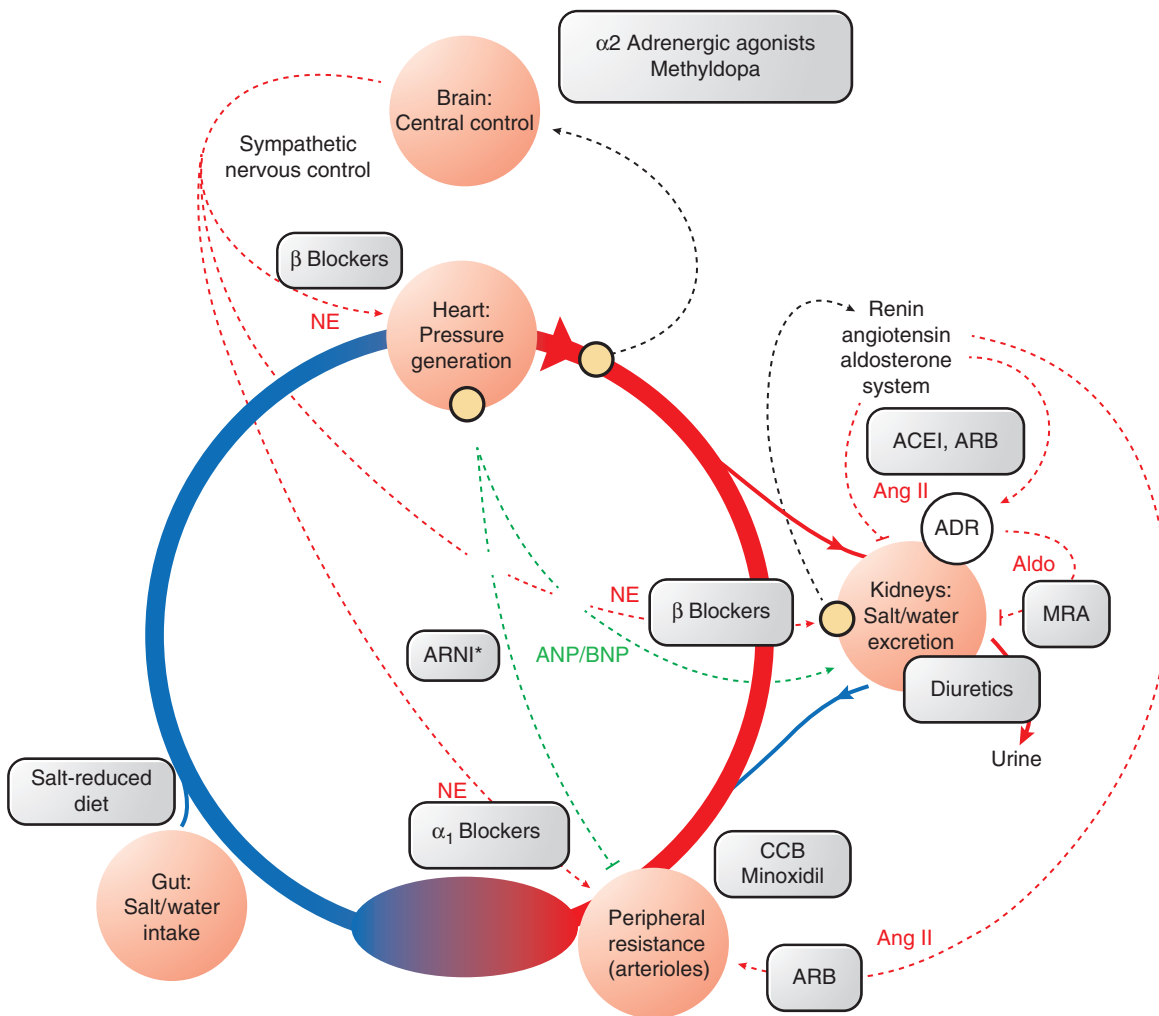 α2 Adrenergic agonists
Methyldopa
Brain:
Central control
Sympathetic
nervous control
β Blockers
NE
Heart:
Pressure
generation
Renin
angiotensin
aldosterone
system
ACEI, ARB
Ang II
ADR
Aldo
MRA
Kidneys:
Salt/water
excretion
NE
β Blockers
Diuretics
Urine
ARNI*
ANP/BNP
Salt-reduced
diet
Gut:
Salt/water
intake
NE
α1 Blockers
CCB
Minoxidil
Peripheral
resistance
(arterioles)
Ang II
ARB